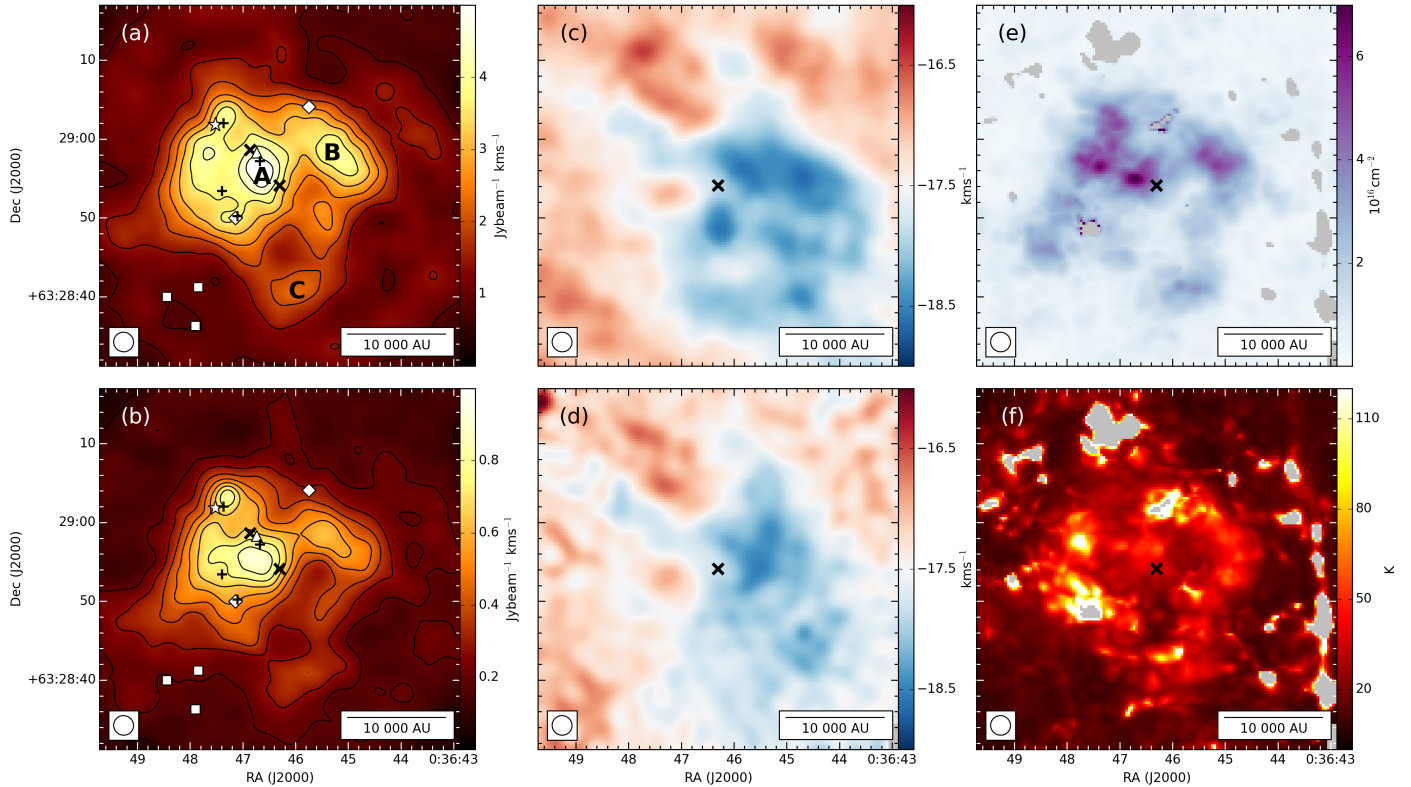 (a)
10
29:00
50
+63:28:40
Dec (J2000)
A
B
C
10 000 AU
4
3
2
1
Jybeam⁻¹ kms⁻¹
(c)
10 000 AU
−16.5
−17.5
−18.5
kms⁻¹
(e)
10 000 AU
6
4
2
10¹⁶ cm⁻²
(b)
10
29:00
50
+63:28:40
Dec (J2000)
10 000 AU
0.8
0.6
0.4
0.2
Jybeam⁻¹ kms⁻¹
49 48 47 46 45 44
RA (J2000)
(d)
10 000 AU
−16.5
−17.5
−18.5
kms⁻¹
48 47 46 45 44 0:36:43
RA (J2000)
(f)
10 000 AU
110
80
50
20
K
49 48 47 46 45 44 0:36:43
RA (J2000)